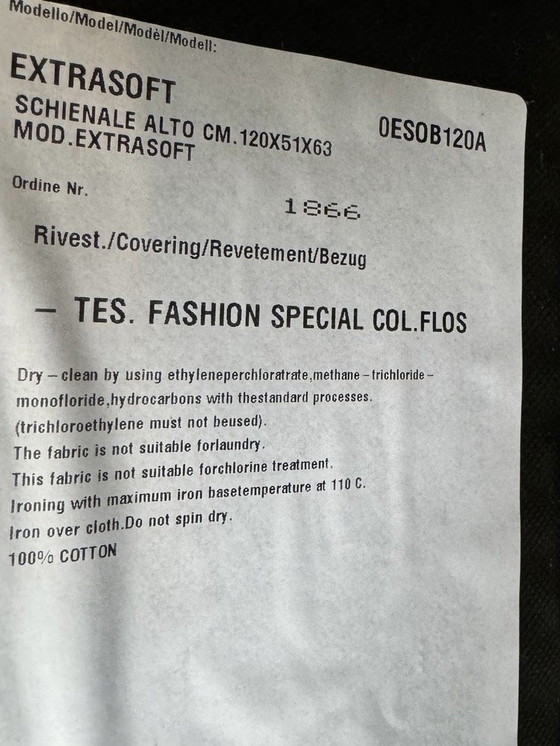 Modello/Model/Modèl/Modell:
EXTRASOFT
SCHIENALE ALTO CM.120X51X63 0ESOB120A
MOD.EXTRASOFT
Ordine Nr. 1866
Rivest./Covering/Revetement/Bezug
– TES. FASHION SPECIAL COL.FLOS
Dry – clean by using ethyleneperchloratrate,methane – trichloride –
monofloride,hydrocarbons with thestandard processes.
(trichloroethylene must not beused).
The fabric is not suitable forlaundry.
This fabric is not suitable forchlorine treatment.
Ironing with maximum iron basetemperature at 110 C.
Iron over cloth.Do not spin dry.
100% COTTON